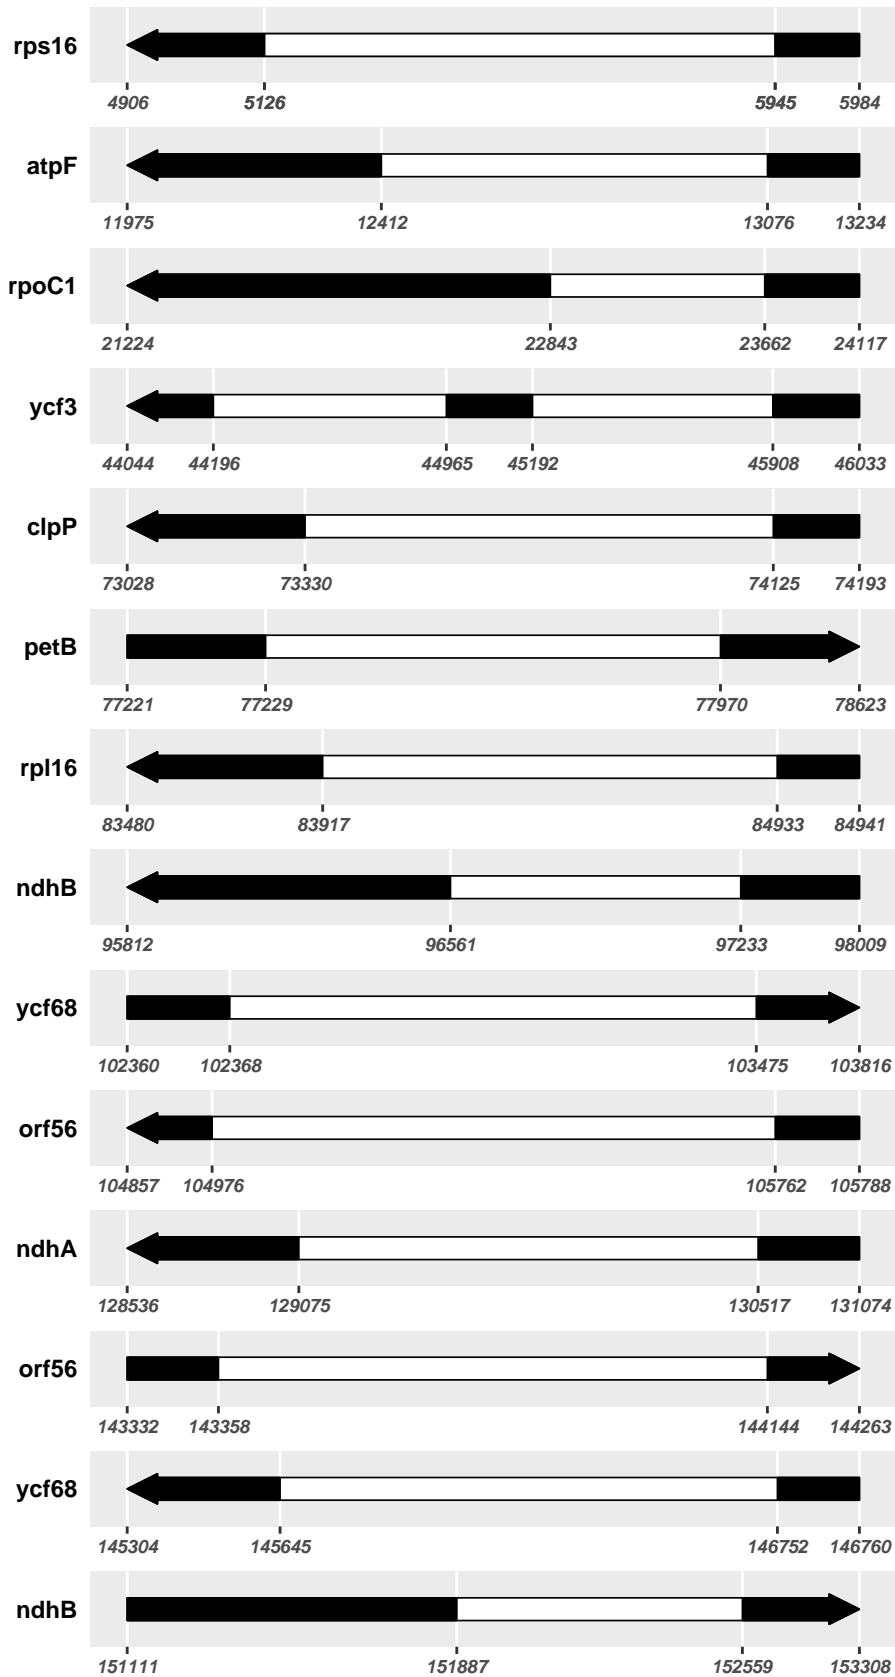 rps16
4906 5126 5945 5984
atpF
11975 12412 13076 13234
rpoC1
21224 22843 23662 24117
ycf3
44044 44196 44965 45192 45908 46033
clpP
73028 73330 74125 74193
petB
77221 77229 77970 78623
rpl16
83480 83917 84933 84941
ndhB
95812 96561 97233 98009
ycf68
102360 102368 103475 103816
orf56
104857 104976 105762 105788
ndhA
128536 129075 130517 131074
orf56
143332 143358 144144 144263
ycf68
145304 145645 146752 146760
ndhB
151111 151887 152559 153308